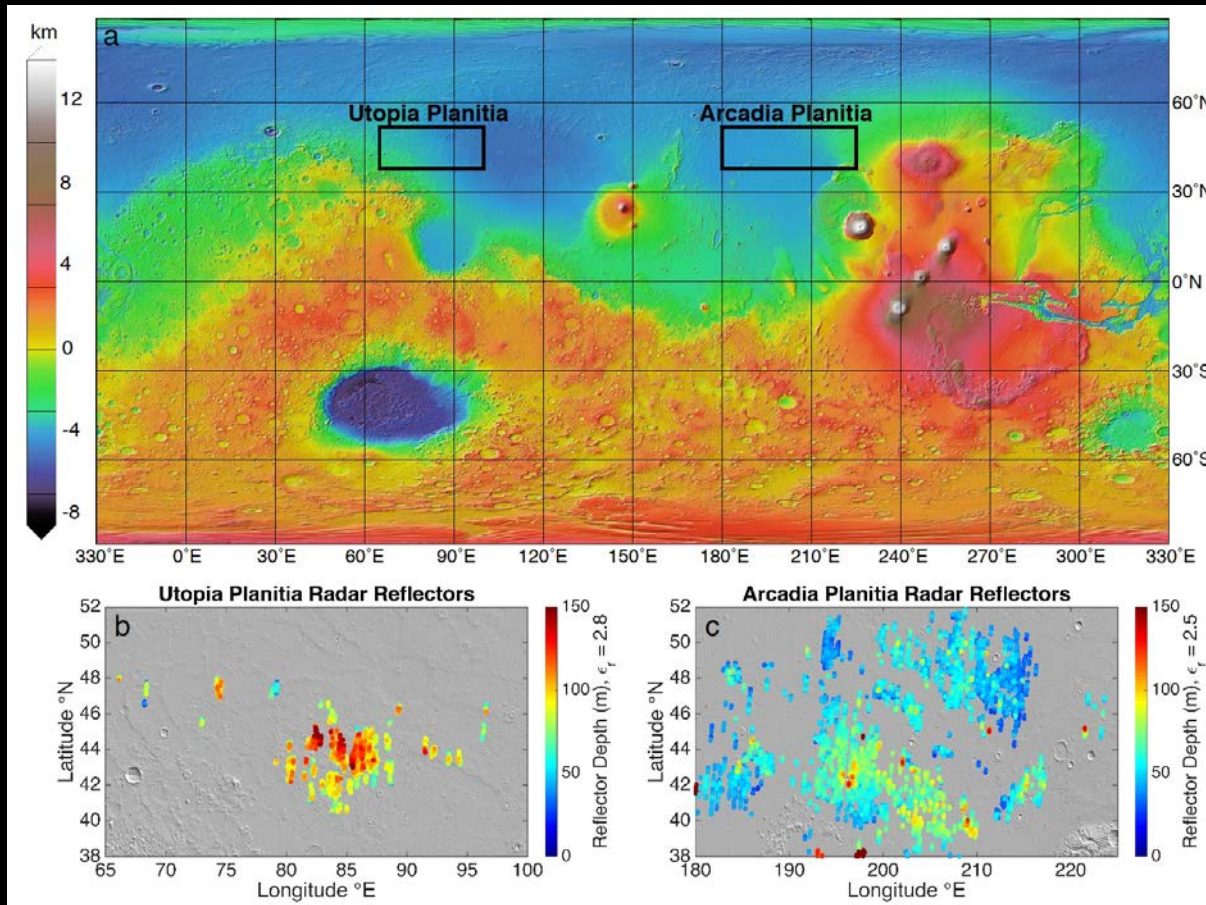 km
a
12
8
4
0
-4
-8
Utopia Planitia
Arcadia Planitia
60°N
30°N
0°N
30°S
60°S
330°E 0°E 30°E 60°E 90°E 120°E 150°E 180°E 210°E 240°E 270°E 300°E 330°E
Utopia Planitia Radar Reflectors
b
52
50
48
46
44
42
40
38
Latitude °N
65 70 75 80 85 90 95 100
Longitude °E
150
100
50
0
Reflector Depth (m), ϵr = 2.8
Arcadia Planitia Radar Reflectors
c
52
50
48
46
44
42
40
38
Latitude °N
180 190 200 210 220
Longitude °E
150
100
50
0
Reflector Depth (m), ϵr = 2.5